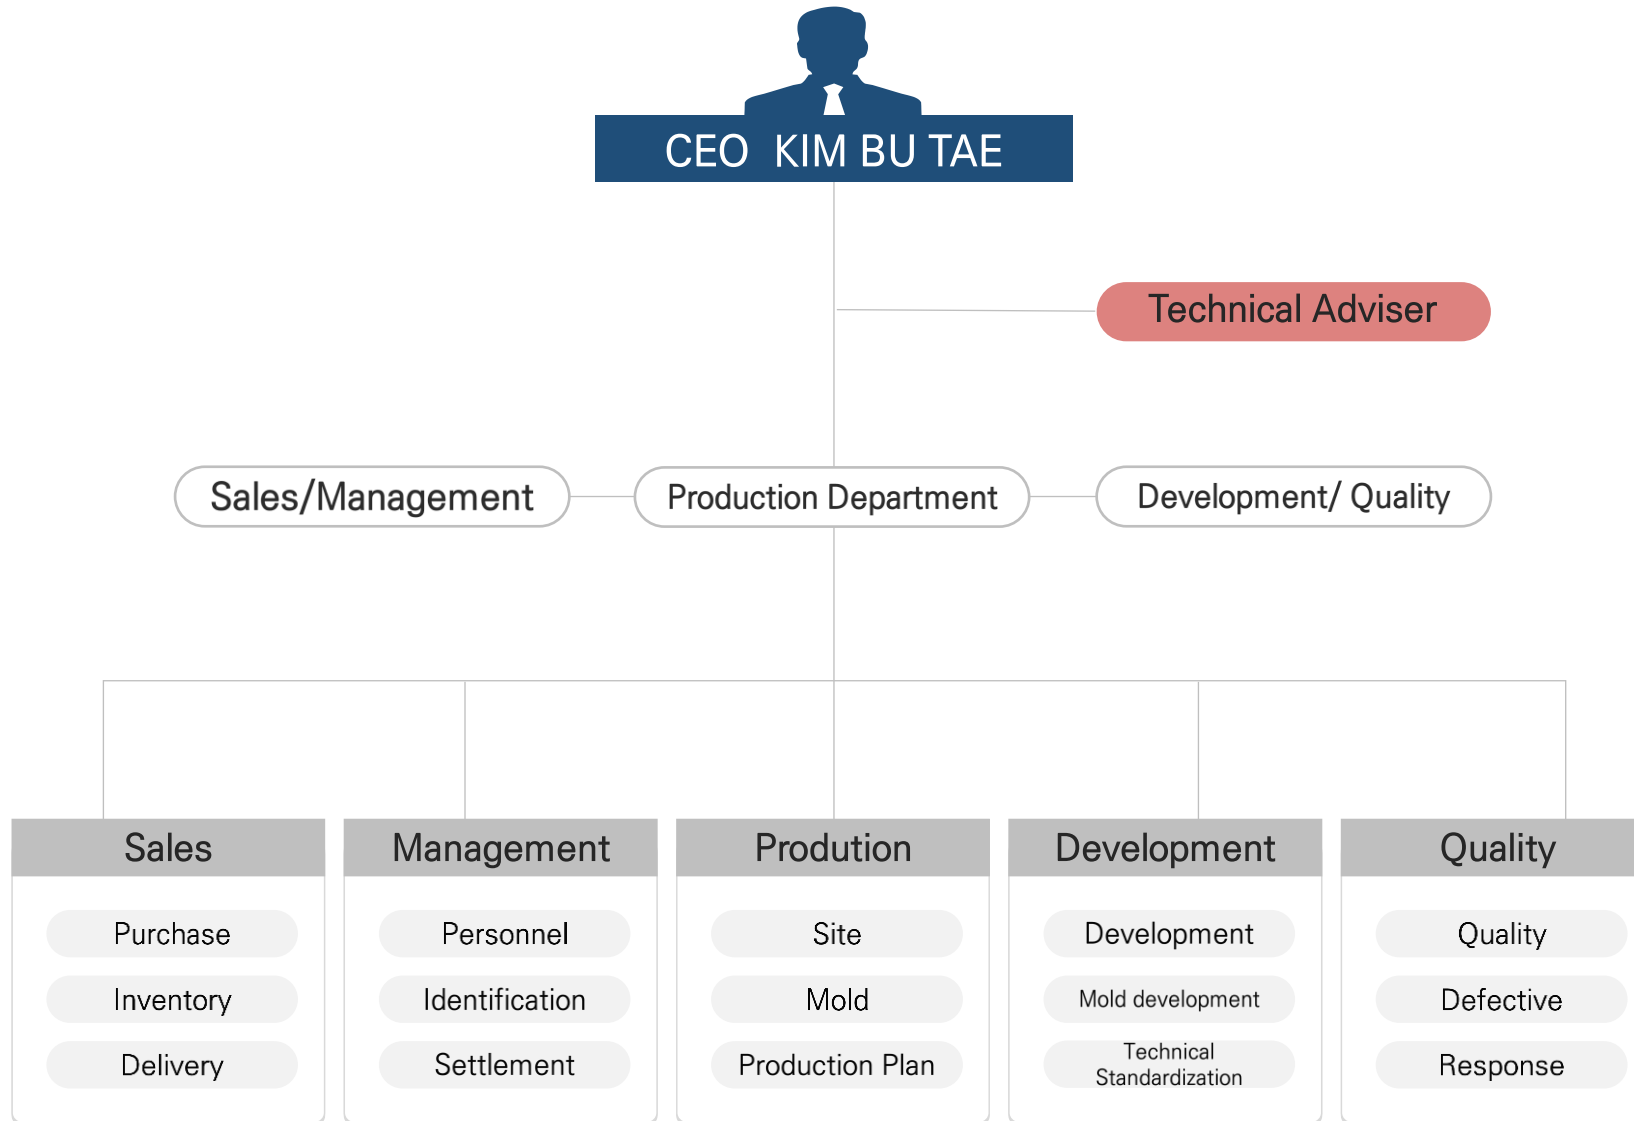 CEO KIM BU TAE
Technical Adviser
Sales/Management
Production Department
Development/ Quality
Sales
Purchase
Inventory
Delivery
Management
Personnel
Identification
Settlement
Prodution
Site
Mold
Production Plan
Development
Development
Mold development
Technical
Standardization
Quality
Quality
Defective
Response